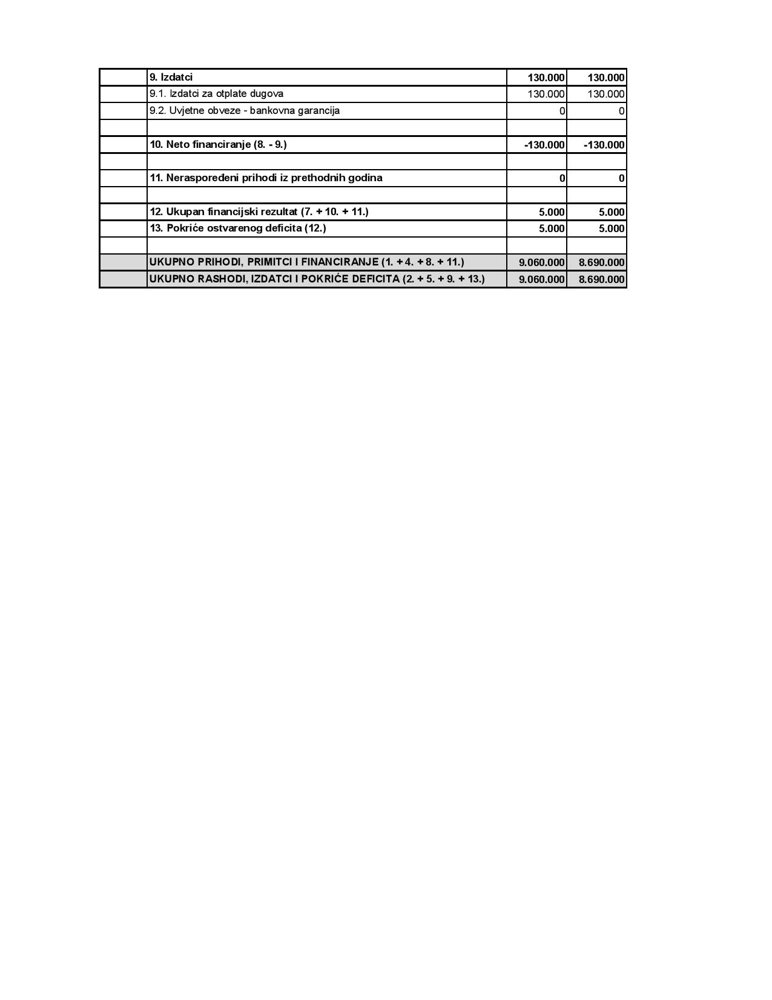 9. Izdatci 130.000 130.000
9.1. Izdatci za otplate dugova 130.000 130.000
9.2. Uvjetne obveze - bankovna garancija 0 0
10. Neto financiranje (8. - 9.) -130.000 -130.000
11. Neraspoređeni prihodi iz prethodnih godina 0 0
12. Ukupan financijski rezultat (7. + 10. + 11.) 5.000 5.000
13. Pokriće ostvarenog deficita (12.) 5.000 5.000
UKUPNO PRIHODI, PRIMITCI I FINANCIRANJE (1. + 4. + 8. + 11.) 9.060.000 8.690.000
UKUPNO RASHODI, IZDATCI I POKRIĆE DEFICITA (2. + 5. + 9. + 13.) 9.060.000 8.690.000